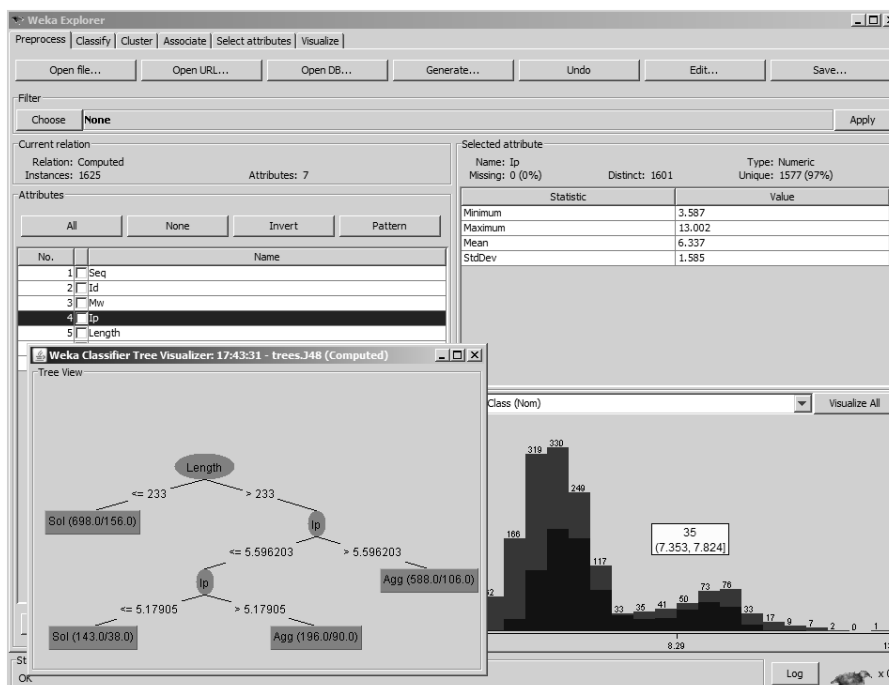 Weka Explorer
Preprocess Classify Cluster Associate Select attributes Visualize
Open file... Open URL... Open DB... Generate... Undo Edit... Save...
Filter
Choose None Apply
Current relation
Relation: Computed
Instances: 1625 Attributes: 7
Attributes
All None Invert Pattern
No. Name
1 Seq
2 Id
3 Mw
4 Ip
5 Length
Selected attribute
Name: Ip Type: Numeric
Missing: 0 (0%) Distinct: 1601 Unique: 1577 (97%)
Statistic Value
Minimum 3.587
Maximum 13.002
Mean 6.337
StdDev 1.585
Class (Nom) Visualize All
166 319 330 249 117 33 35 41 50 73 76 33 17 9 7 2 0 1
35
(7.353, 7.824]
8.29
Weka Classifier Tree Visualizer: 17:43:31 - trees.J48 (Computed)
Tree View
Length
<= 233 > 233
Sol (698.0/156.0) Ip
<= 5.596203 > 5.596203
Ip Agg (588.0/106.0)
<= 5.17905 > 5.17905
Sol (143.0/38.0) Agg (196.0/90.0)
OK
Log